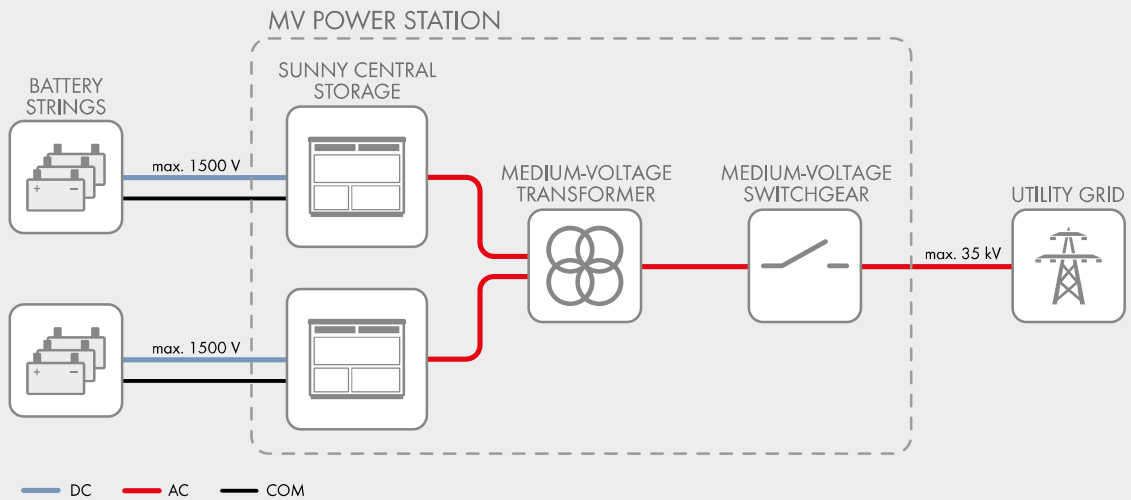 MV POWER STATION
BATTERY
STRINGS
SUNNY CENTRAL
STORAGE
max. 1500 V
MEDIUM-VOLTAGE
TRANSFORMER
MEDIUM-VOLTAGE
SWITCHGEAR
UTILITY GRID
max. 35 kV
max. 1500 V
DC
AC
COM